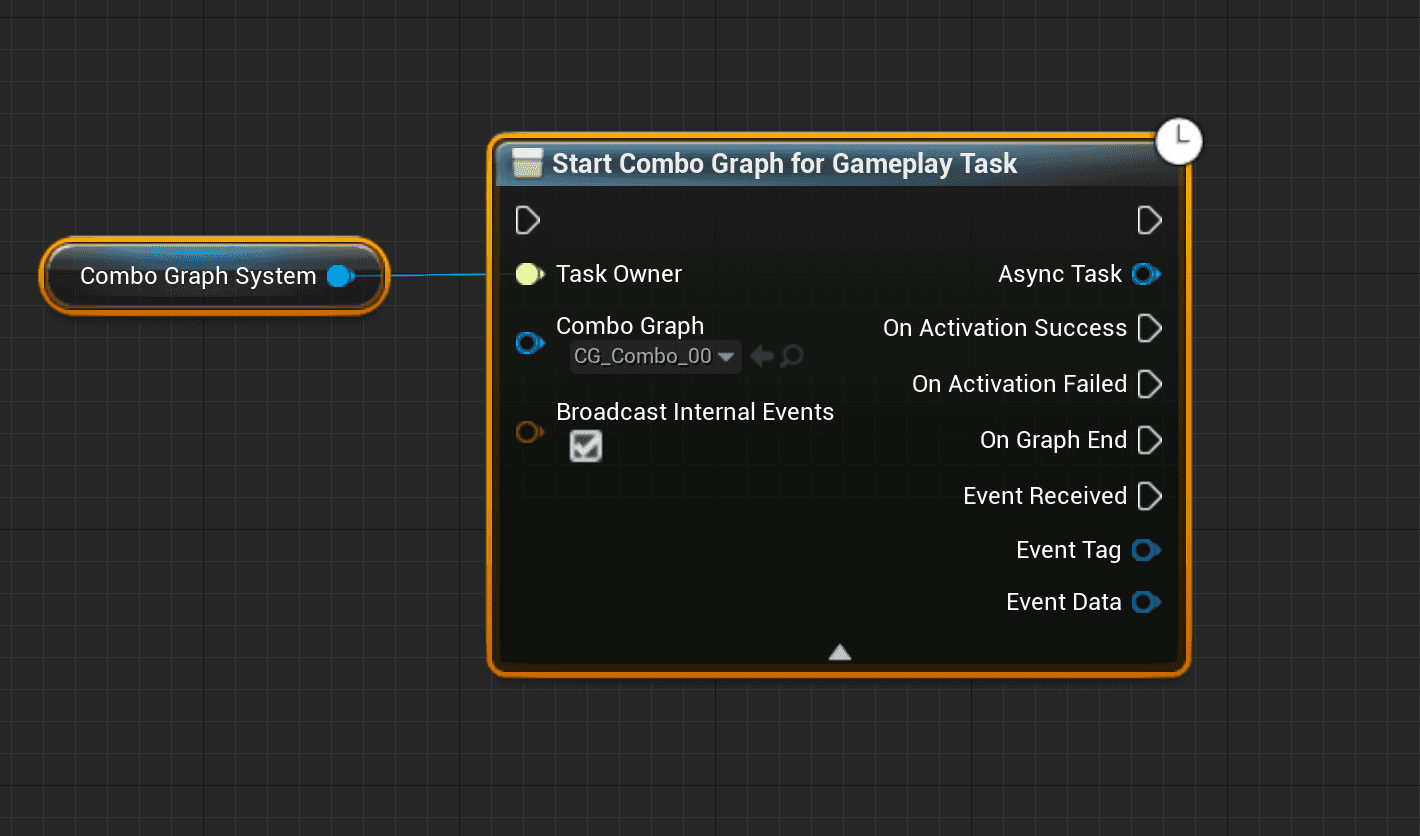 Start Combo Graph for Gameplay Task
Combo Graph System
Task Owner
Async Task
Combo Graph
CG_Combo_00
On Activation Success
On Activation Failed
Broadcast Internal Events
On Graph End
Event Received
Event Tag
Event Data